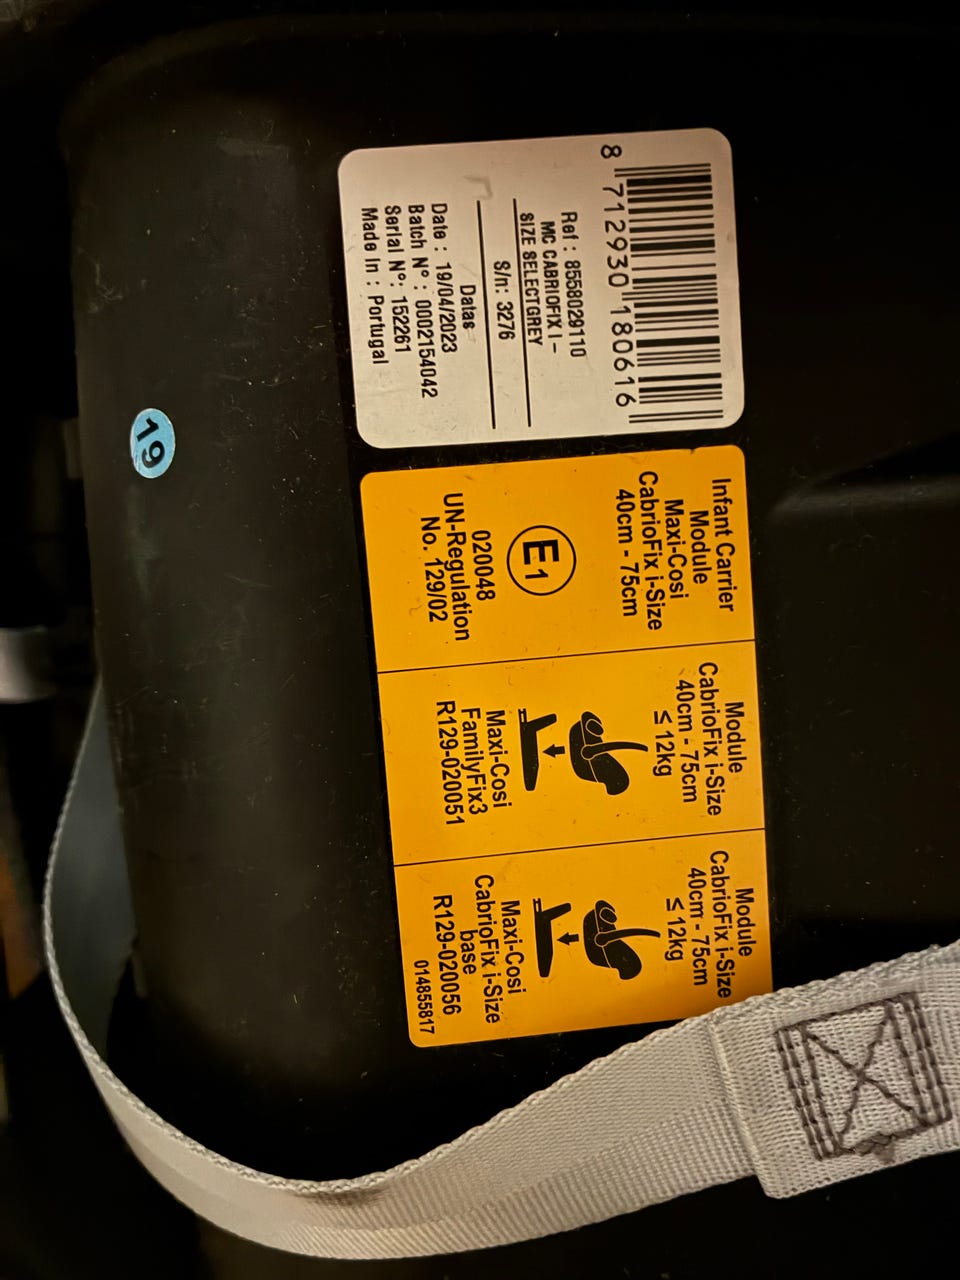 8 712930 180616
Ref : 8558029110
MC CABRIOFIX I-
SIZE SELECTGREY
S/n: 3276
Datas
Date : 19/04/2023
Batch N° : 0002154042
Serial N°: 152261
Made In : Portugal
Infant Carrier
Module
Maxi-Cosi
CabrioFix i-Size
40cm - 75cm
E1
020048
UN-Regulation
No. 129/02
Module
CabrioFix i-Size
40cm - 75cm
≤ 12kg
Maxi-Cosi
FamilyFix3
R129-020051
Module
CabrioFix i-Size
40cm- 75cm
≤ 12kg
Maxi-Cosi
CabrioFix i-Size
base
R129-020056
014855817
19